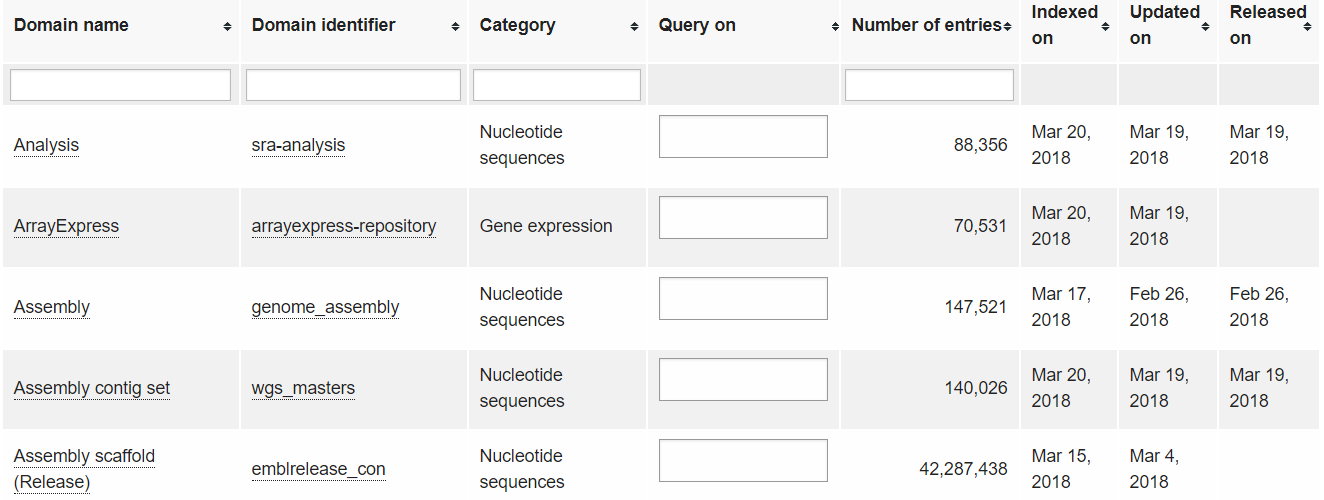 Domain name Domain identifier Category Query on Number of entries Indexed on Updated on Released on
Analysis sra-analysis Nucleotide sequences 88,356 Mar 20, 2018 Mar 19, 2018 Mar 19, 2018
ArrayExpress arrayexpress-repository Gene expression 70,531 Mar 20, 2018 Mar 19, 2018
Assembly genome_assembly Nucleotide sequences 147,521 Mar 17, 2018 Feb 26, 2018 Feb 26, 2018
Assembly contig set wgs_masters Nucleotide sequences 140,026 Mar 20, 2018 Mar 19, 2018 Mar 19, 2018
Assembly scaffold (Release) emblrelease_con Nucleotide sequences 42,287,438 Mar 15, 2018 Mar 4, 2018